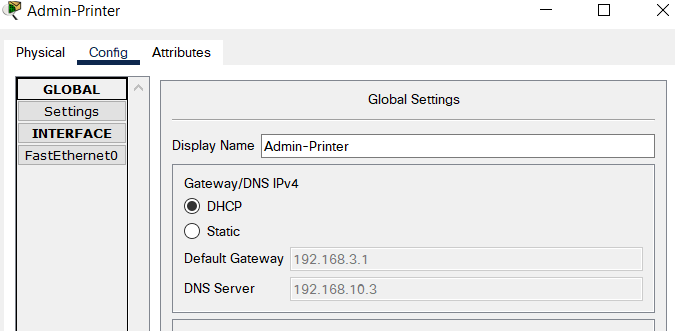 Admin-Printer
Physical Config Attributes
GLOBAL
Settings
INTERFACE
FastEthernet0
Global Settings
Display Name Admin-Printer
Gateway/DNS IPv4
DHCP
Static
Default Gateway 192.168.3.1
DNS Server 192.168.10.3